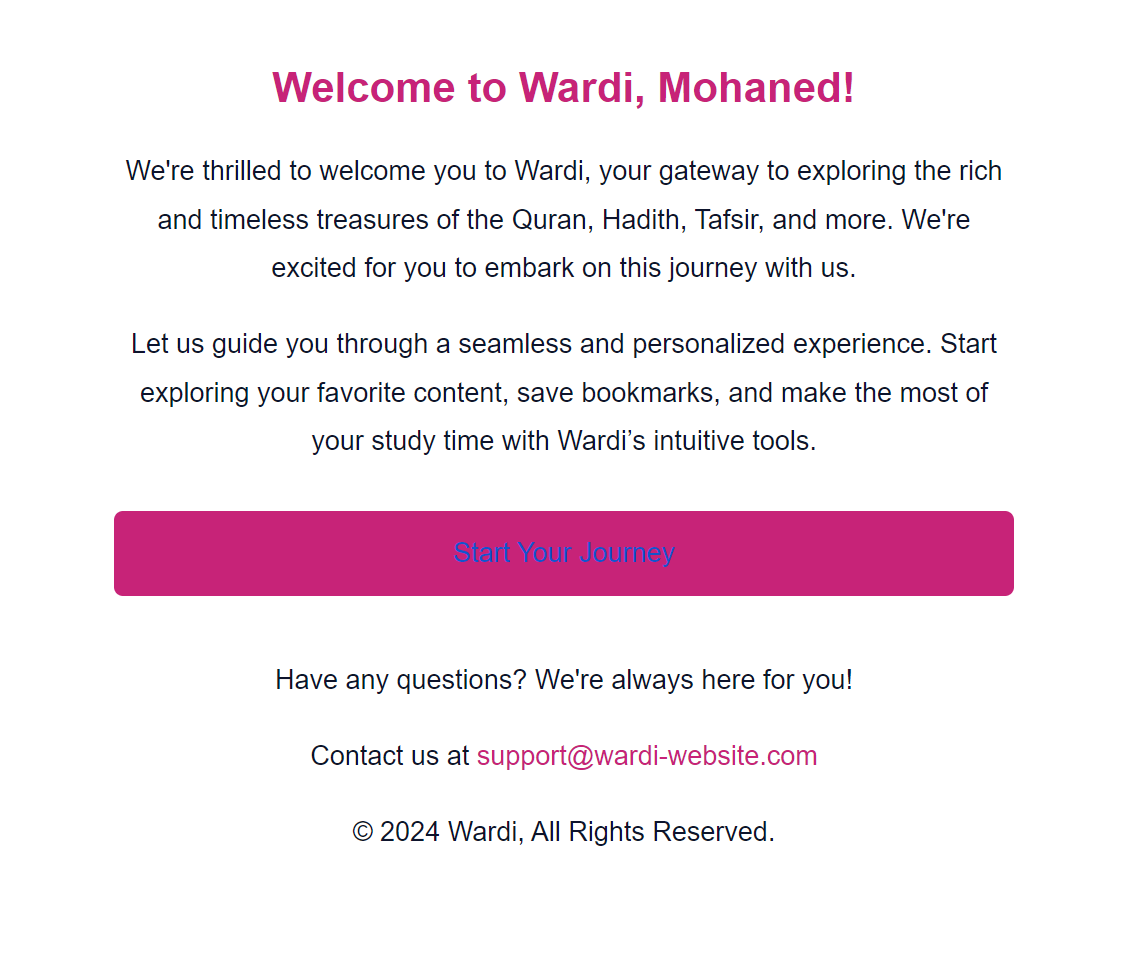 Welcome to Wardi, Mohaned!
We're thrilled to welcome you to Wardi, your gateway to exploring the rich
and timeless treasures of the Quran, Hadith, Tafsir, and more. We're
excited for you to embark on this journey with us.
Let us guide you through a seamless and personalized experience. Start
exploring your favorite content, save bookmarks, and make the most of
your study time with Wardi’s intuitive tools.
Start Your Journey
Have any questions? We're always here for you!
Contact us at support@wardi-website.com
© 2024 Wardi, All Rights Reserved.